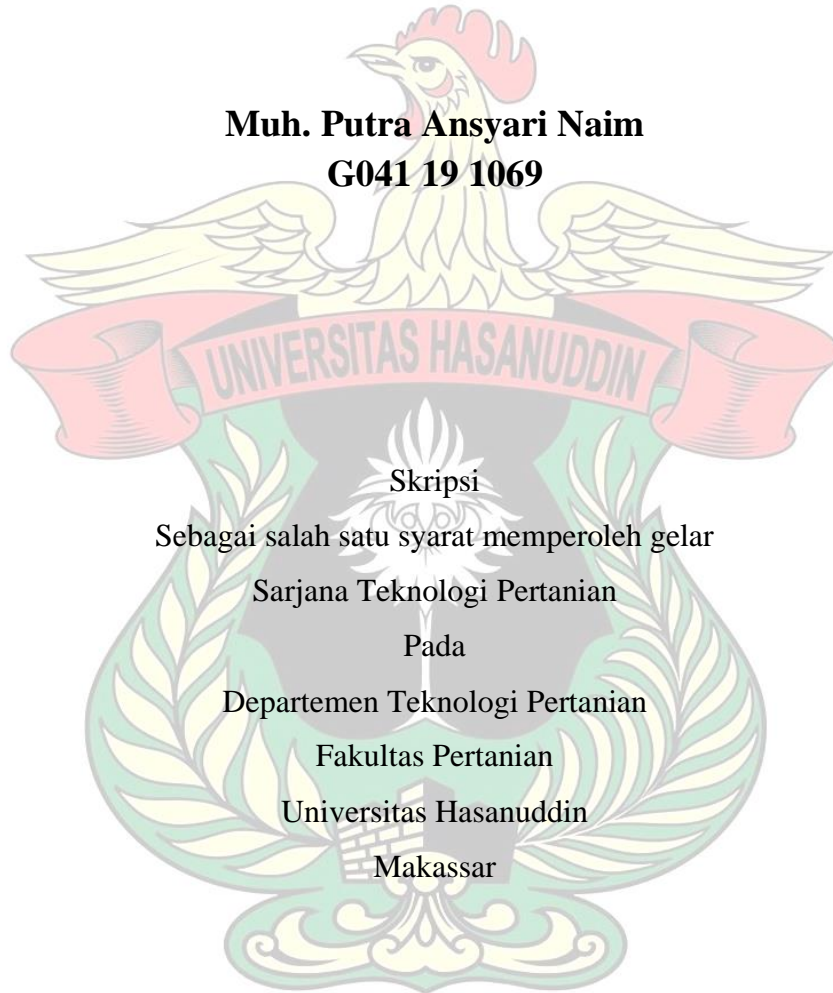 Muh. Putra Ansyari Naim
G041 19 1069
UNIVERSITAS HASANUDDIN
Skripsi
Sebagai salah satu syarat memperoleh gelar
Sarjana Teknologi Pertanian
Pada
Departemen Teknologi Pertanian
Fakultas Pertanian
Universitas Hasanuddin
Makassar